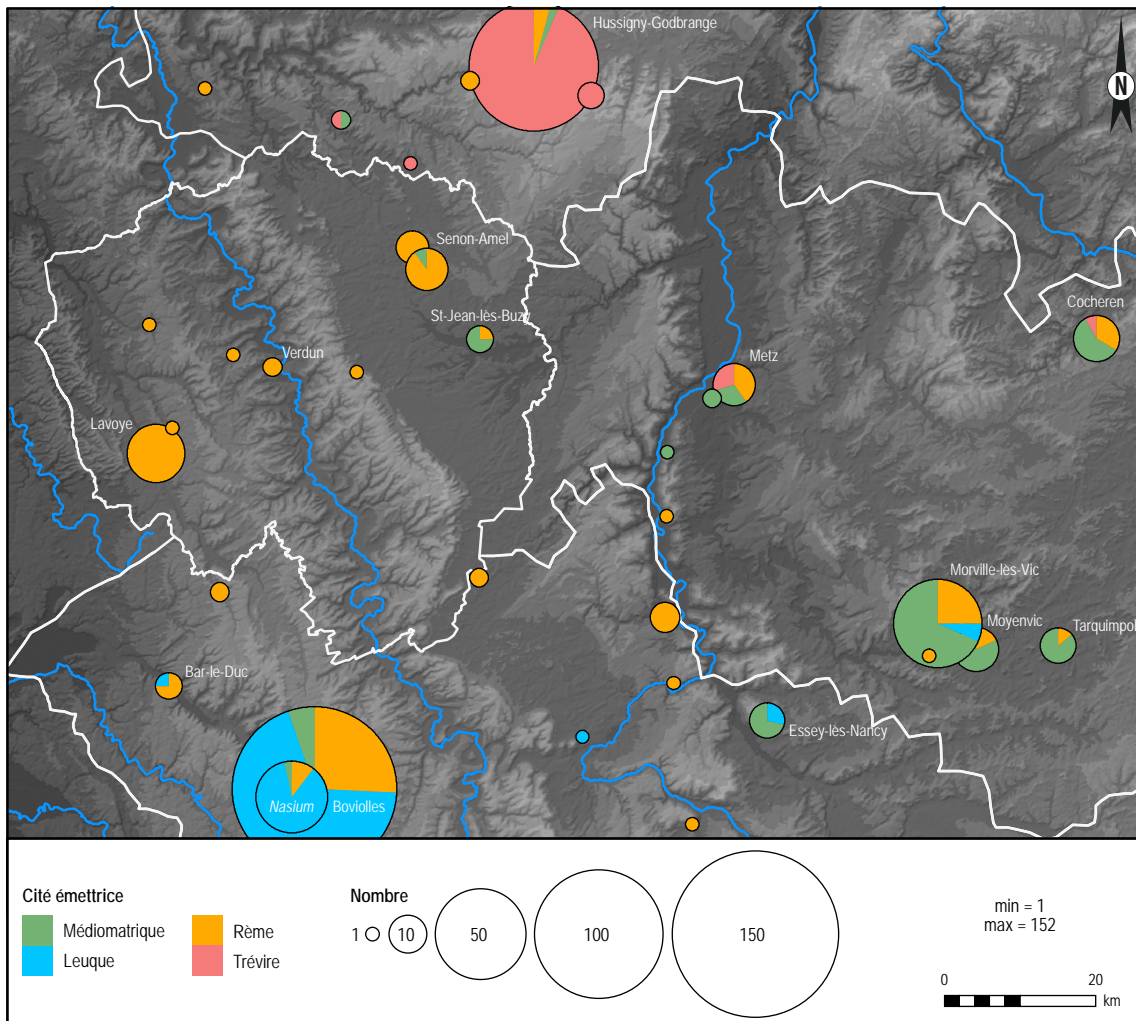 Hussigny-Godbrange
N
Senon-Amel
St-Jean-lès-Buzy
Cocheren
Verdun
Metz
Lavoye
Morville-lès-Vic
Moyenvic
Tarquimpol
Bar-le-Duc
Essey-lès-Nancy
Nasium
Boviolles
Cité émettrice
Médiomatrique
Rème
Leuque
Trévire
Nombre
1
10
50
100
150
min = 1
max = 152
0
20
km